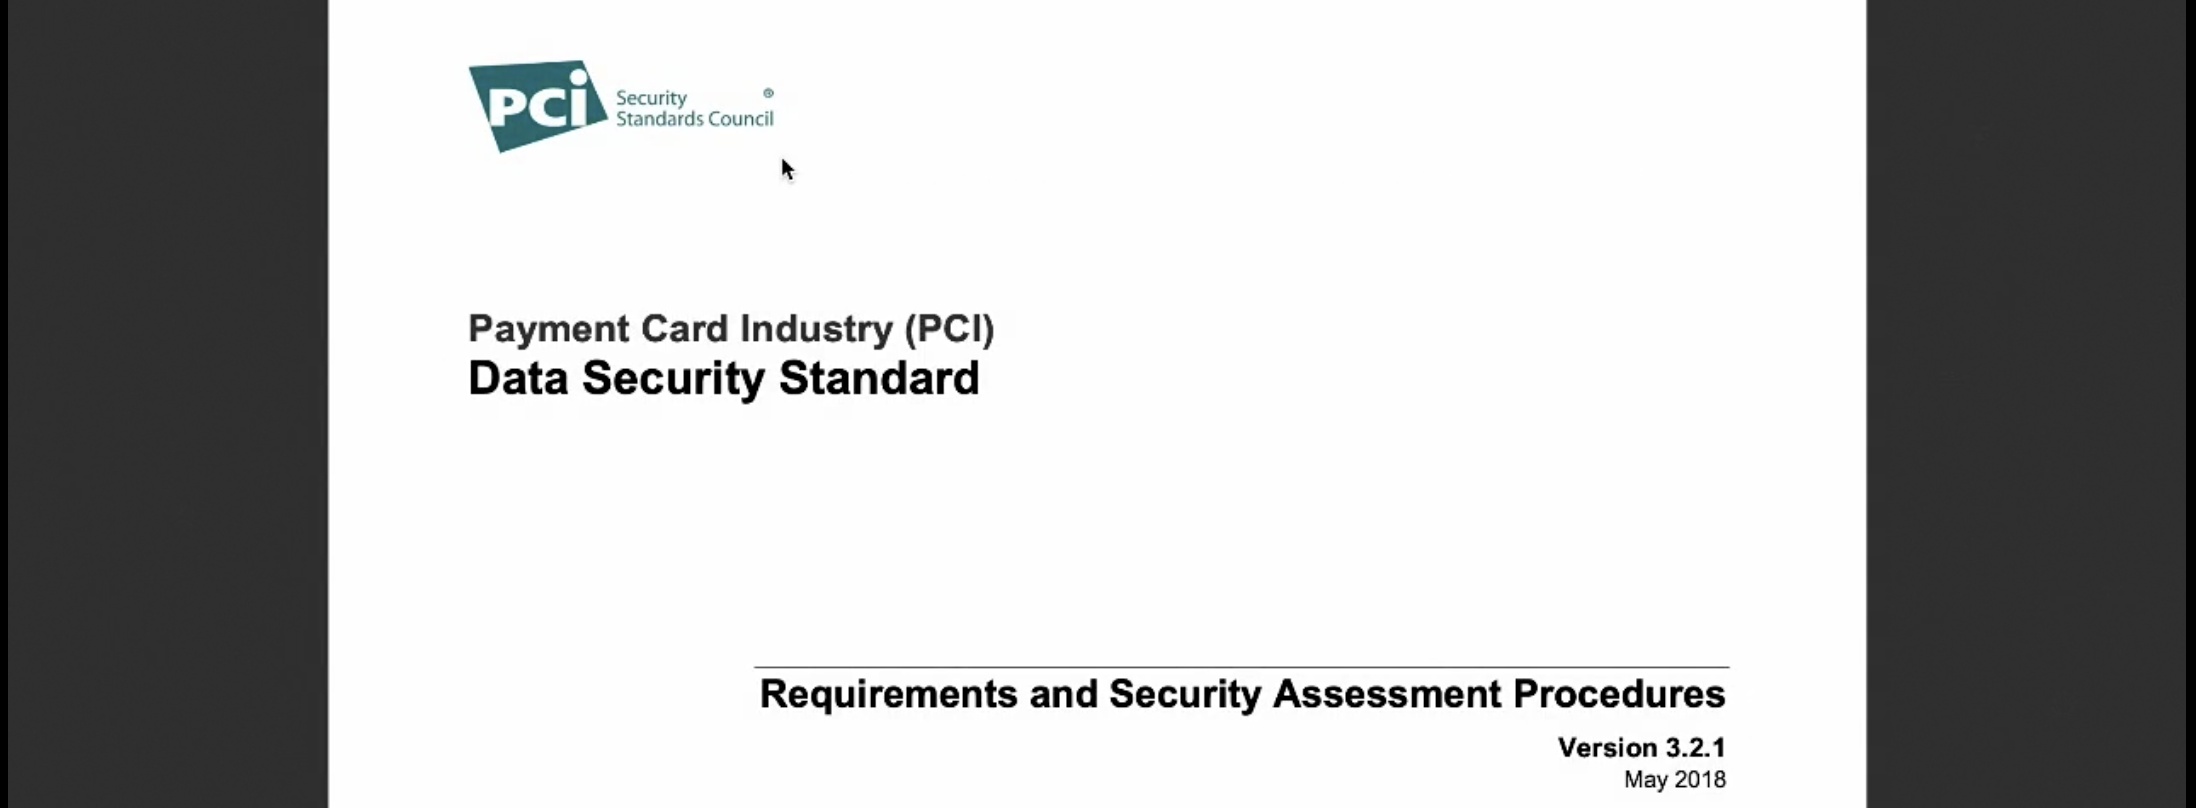 PCi
Security ®
Standards Council
Payment Card Industry (PCI)
Data Security Standard
Requirements and Security Assessment Procedures
Version 3.2.1
May 2018